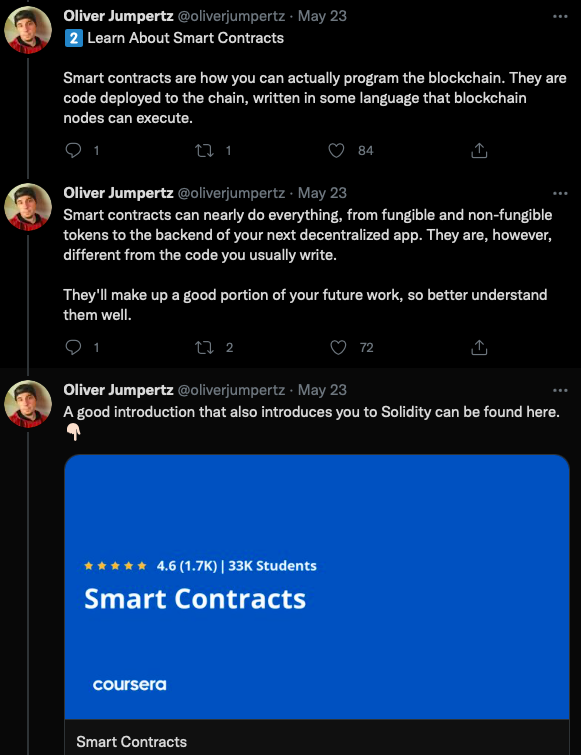 Oliver Jumpertz @oliverjumpertz · May 23
2 Learn About Smart Contracts
Smart contracts are how you can actually program the blockchain. They are
code deployed to the chain, written in some language that blockchain
nodes can execute.
1 1 84
Oliver Jumpertz @oliverjumpertz · May 23
Smart contracts can nearly do everything, from fungible and non-fungible
tokens to the backend of your next decentralized app. They are, however,
different from the code you usually write.
They'll make up a good portion of your future work, so better understand
them well.
1 2 72
Oliver Jumpertz @oliverjumpertz · May 23
A good introduction that also introduces you to Solidity can be found here.
👇🏻
4.6 (1.7K) | 33K Students
Smart Contracts
coursera
Smart Contracts